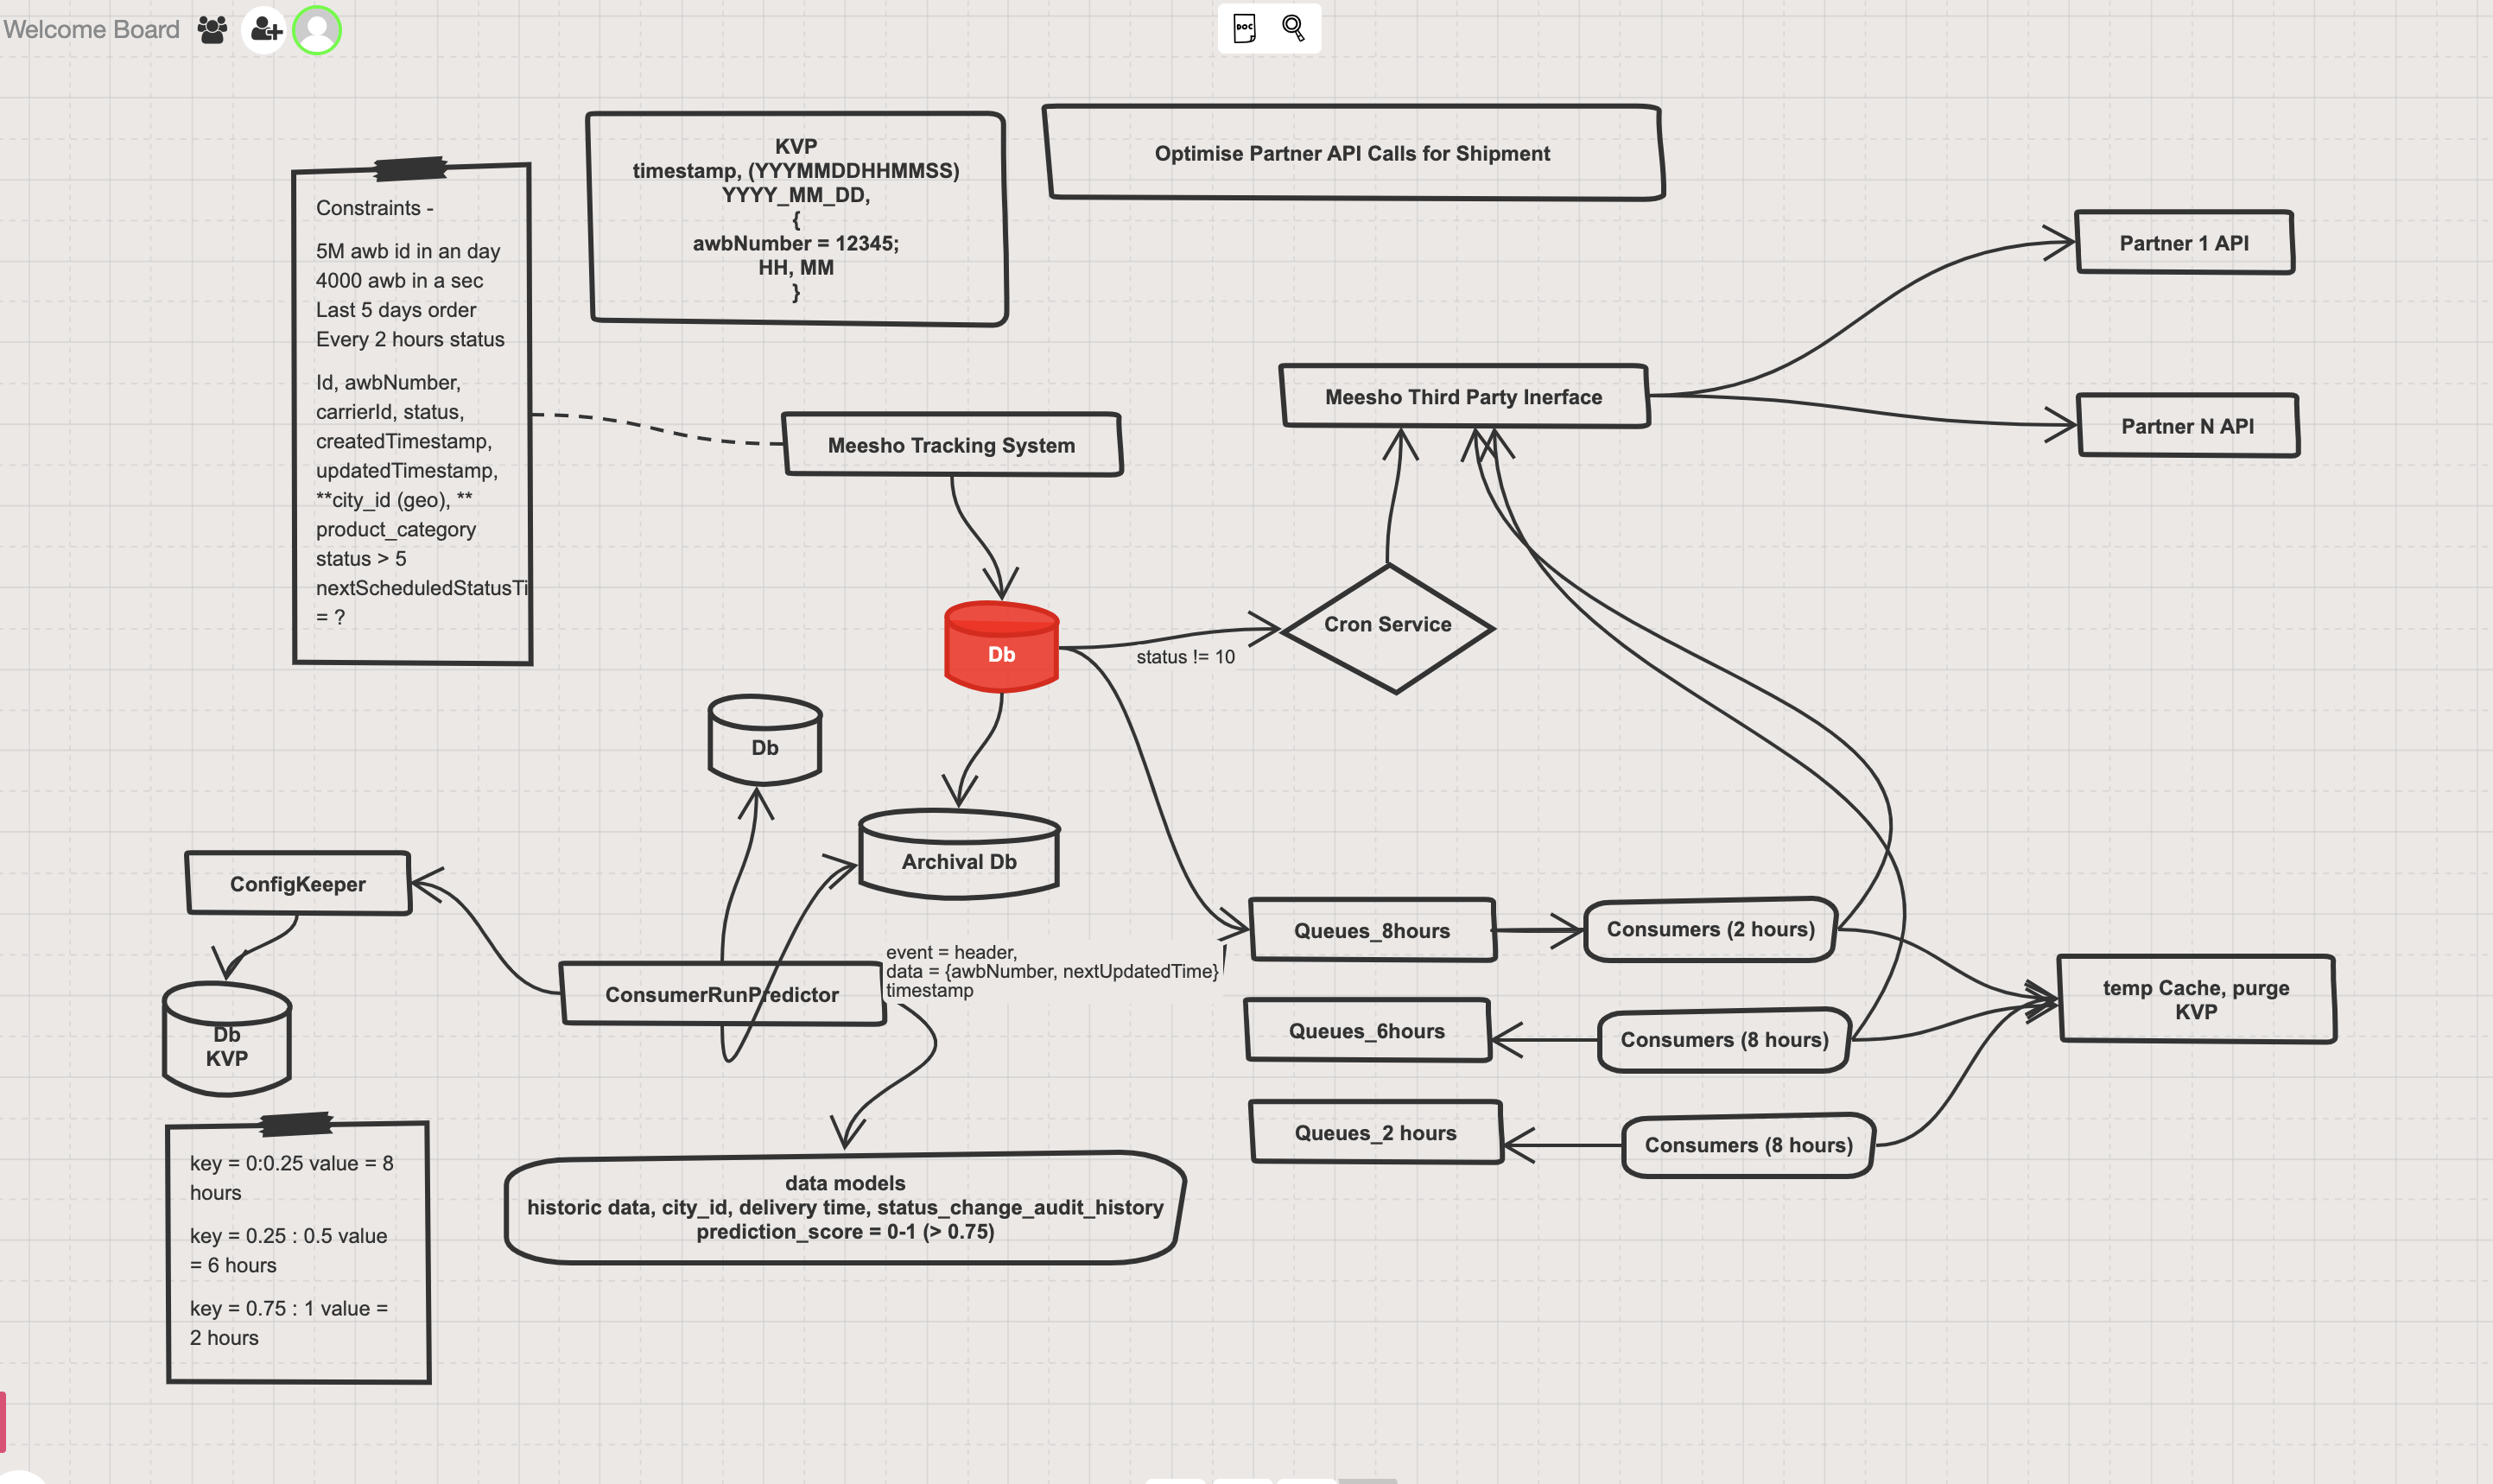 Welcome Board
DOC
Optimise Partner API Calls for Shipment
KVP
timestamp, (YYYMMDDHHMMSS)
YYYY_MM_DD,
{
awbNumber = 12345;
HH, MM
}
Constraints -
5M awb id in an day
4000 awb in a sec
Last 5 days order
Every 2 hours status
Id, awbNumber,
carrierId, status,
createdTimestamp,
updatedTimestamp,
**city_id (geo), **
product_category
status > 5
nextScheduledStatusTi
= ?
Partner 1 API
Meesho Third Party Inerface
Partner N API
Meesho Tracking System
Cron Service
Db
status != 10
Db
Archival Db
ConfigKeeper
Queues_8hours
Consumers (2 hours)
event = header,
data = {awbNumber, nextUpdatedTime}
timestamp
ConsumerRunPredictor
temp Cache, purge
KVP
Db
KVP
Queues_6hours
Consumers (8 hours)
Queues_2 hours
Consumers (8 hours)
key = 0:0.25 value = 8
hours
key = 0.25 : 0.5 value
= 6 hours
key = 0.75 : 1 value =
2 hours
data models
historic data, city_id, delivery time, status_change_audit_history
prediction_score = 0-1 (> 0.75)